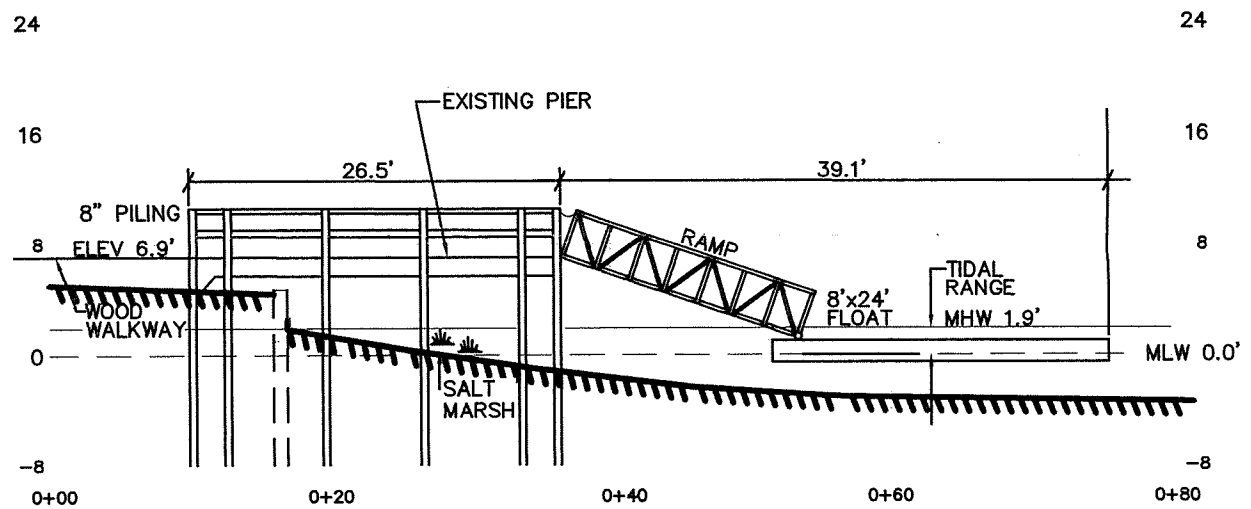 24
24
EXISTING PIER
16
16
26.5'
39.1'
8" PILING
RAMP
8
ELEV 6.9'
8
TIDAL
RANGE
8'x24'
FLOAT
MHW 1.9'
WOOD
WALKWAY
0
MLW 0.0'
SALT
MARSH
-8
-8
0+00
0+20
0+40
0+60
0+80